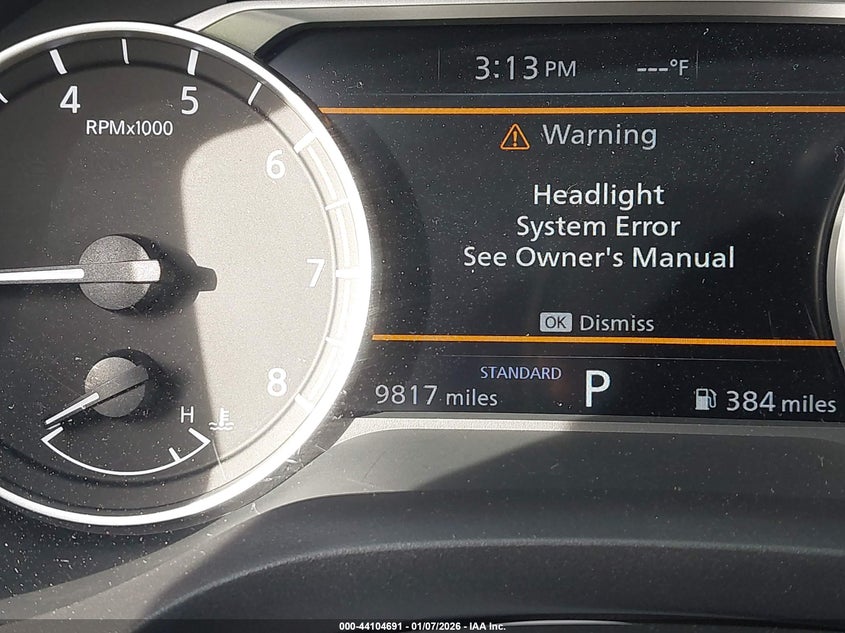 4
5
RPMx1000
6
7
8
H
3:13 PM
---°F
Warning
Headlight
System Error
See Owner's Manual
OK Dismiss
STANDARD
9817 miles
P
384 miles
000-44104691 - 01/07/2026 - IAA Inc.